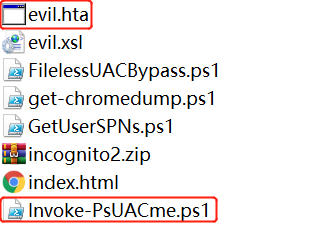 evil.hta
evil.xsl
FilelessUACBypass.ps1
get-chromedump.ps1
GetUserSPNs.ps1
incognito2.zip
index.html
Invoke-PsUACme.ps1